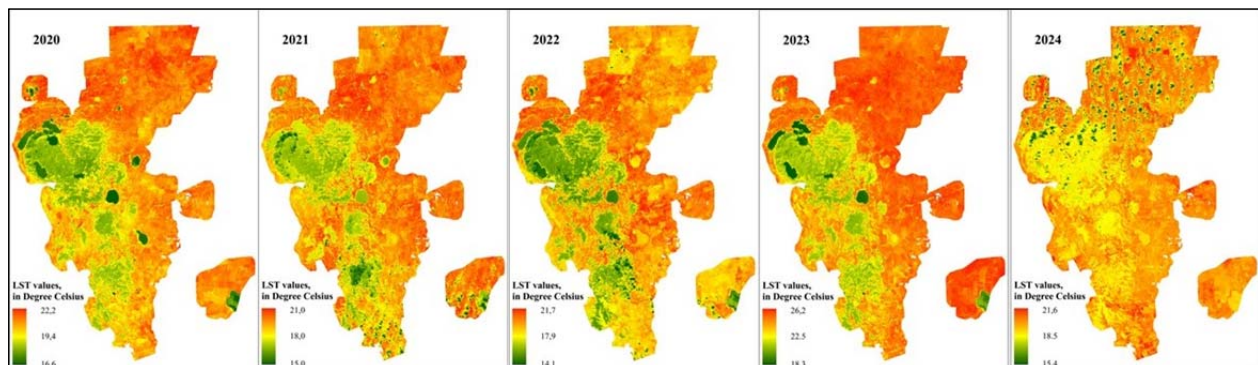 2020
LST values,
in Degree Celsius
22,2
19,4
16,6
2021
LST values,
in Degree Celsius
21,0
18,0
15,0
2022
LST values,
in Degree Celsius
21,7
17,9
14,1
2023
LST values,
in Degree Celsius
26,2
22,2
18,3
2024
LST values,
in Degree Celsius
21,6
18,5
15,4